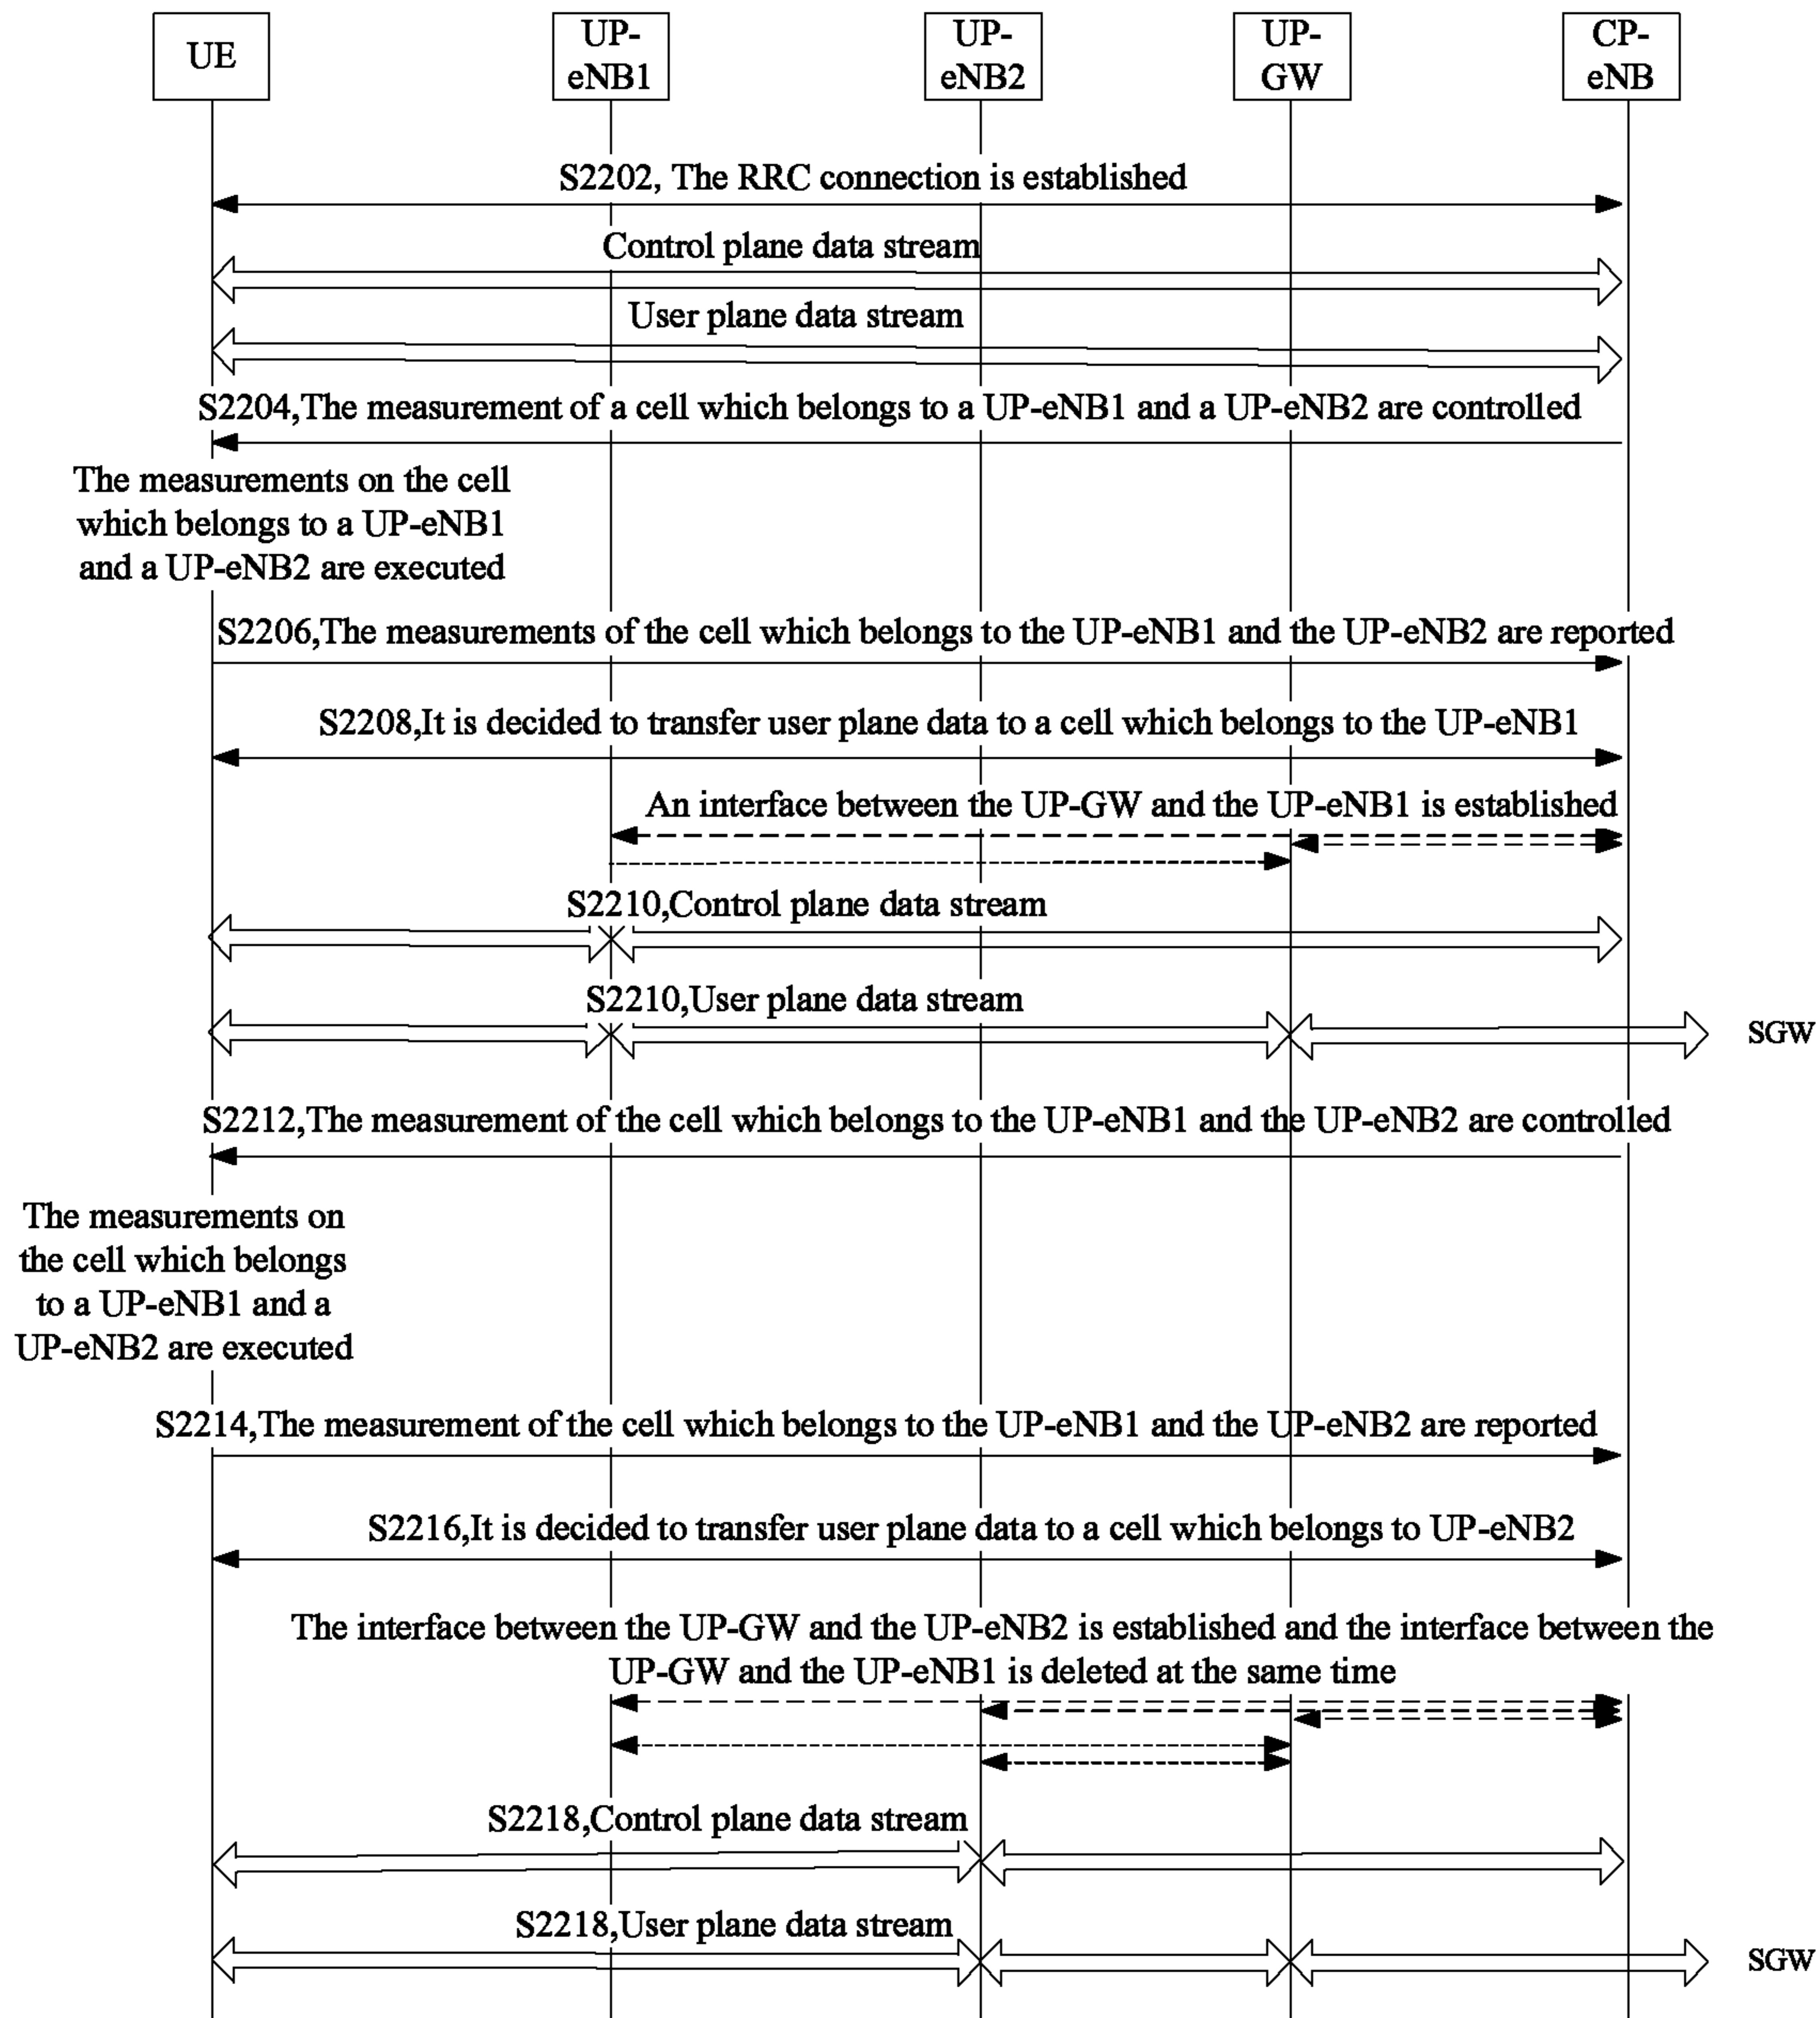 UE
UP-
eNB1
UP-
eNB2
UP-
GW
CP-
eNB
S2202, The RRC connection is established
Control plane data stream
User plane data stream
S2204,The measurement of a cell which belongs to a UP-eNB1 and a UP-eNB2 are controlled
The measurements on the cell
which belongs to a UP-eNB1
and a UP-eNB2 are executed
S2206,The measurements of the cell which belongs to the UP-eNB1 and the UP-eNB2 are reported
S2208,It is decided to transfer user plane data to a cell which belongs to the UP-eNB1
An interface between the UP-GW and the UP-eNB1 is established
S2210,Control plane data stream
S2210,User plane data stream
SGW
S2212,The measurement of the cell which belongs to the UP-eNB1 and the UP-eNB2 are controlled
The measurements on
the cell which belongs
to a UP-eNB1 and a
UP-eNB2 are executed
S2214,The measurement of the cell which belongs to the UP-eNB1 and the UP-eNB2 are reported
S2216,It is decided to transfer user plane data to a cell which belongs to UP-eNB2
The interface between the UP-GW and the UP-eNB2 is established and the interface between the
UP-GW and the UP-eNB1 is deleted at the same time
S2218,Control plane data stream
S2218,User plane data stream
SGW